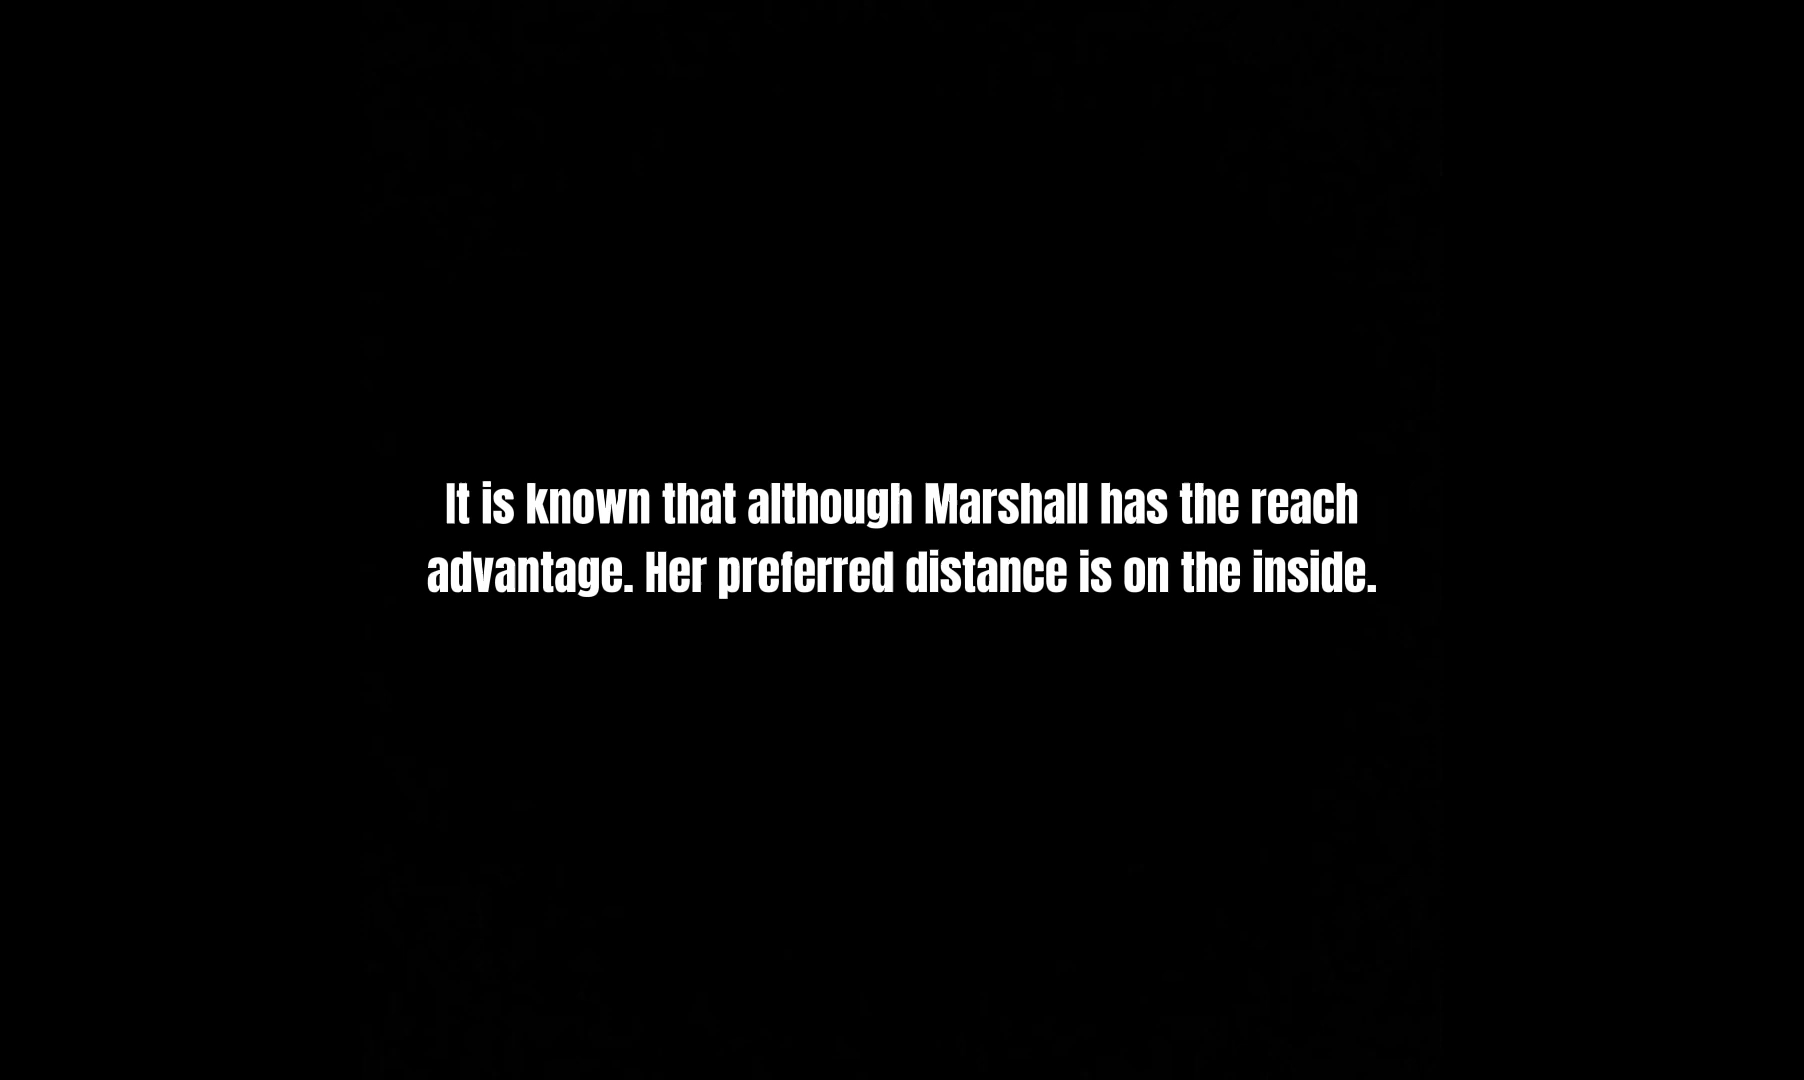 It is known that although Marshall has the reach
advantage. Her preferred distance is on the inside.